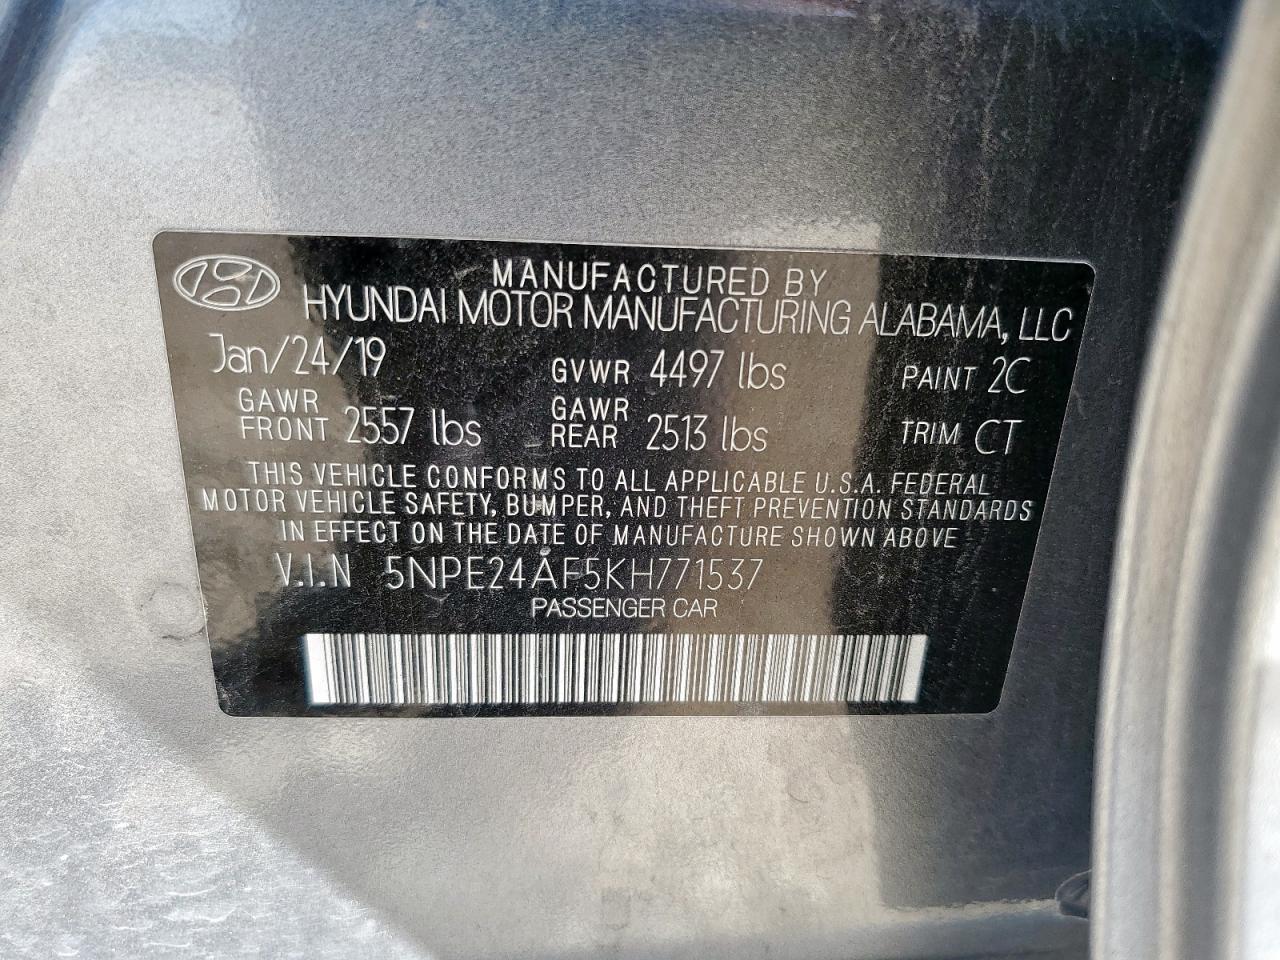 MANUFACTURED BY
HYUNDAI MOTOR MANUFACTURING ALABAMA, LLC
Jan/24/19 GVWR 4497 lbs PAINT 2C
GAWR FRONT 2557 lbs GAWR REAR 2513 lbs TRIM CT
THIS VEHICLE CONFORMS TO ALL APPLICABLE U.S.A. FEDERAL
MOTOR VEHICLE SAFETY, BUMPER, AND THEFT PREVENTION STANDARDS
IN EFFECT ON THE DATE OF MANUFACTURE SHOWN ABOVE
V.I.N 5NPE24AF5KH771537
PASSENGER CAR